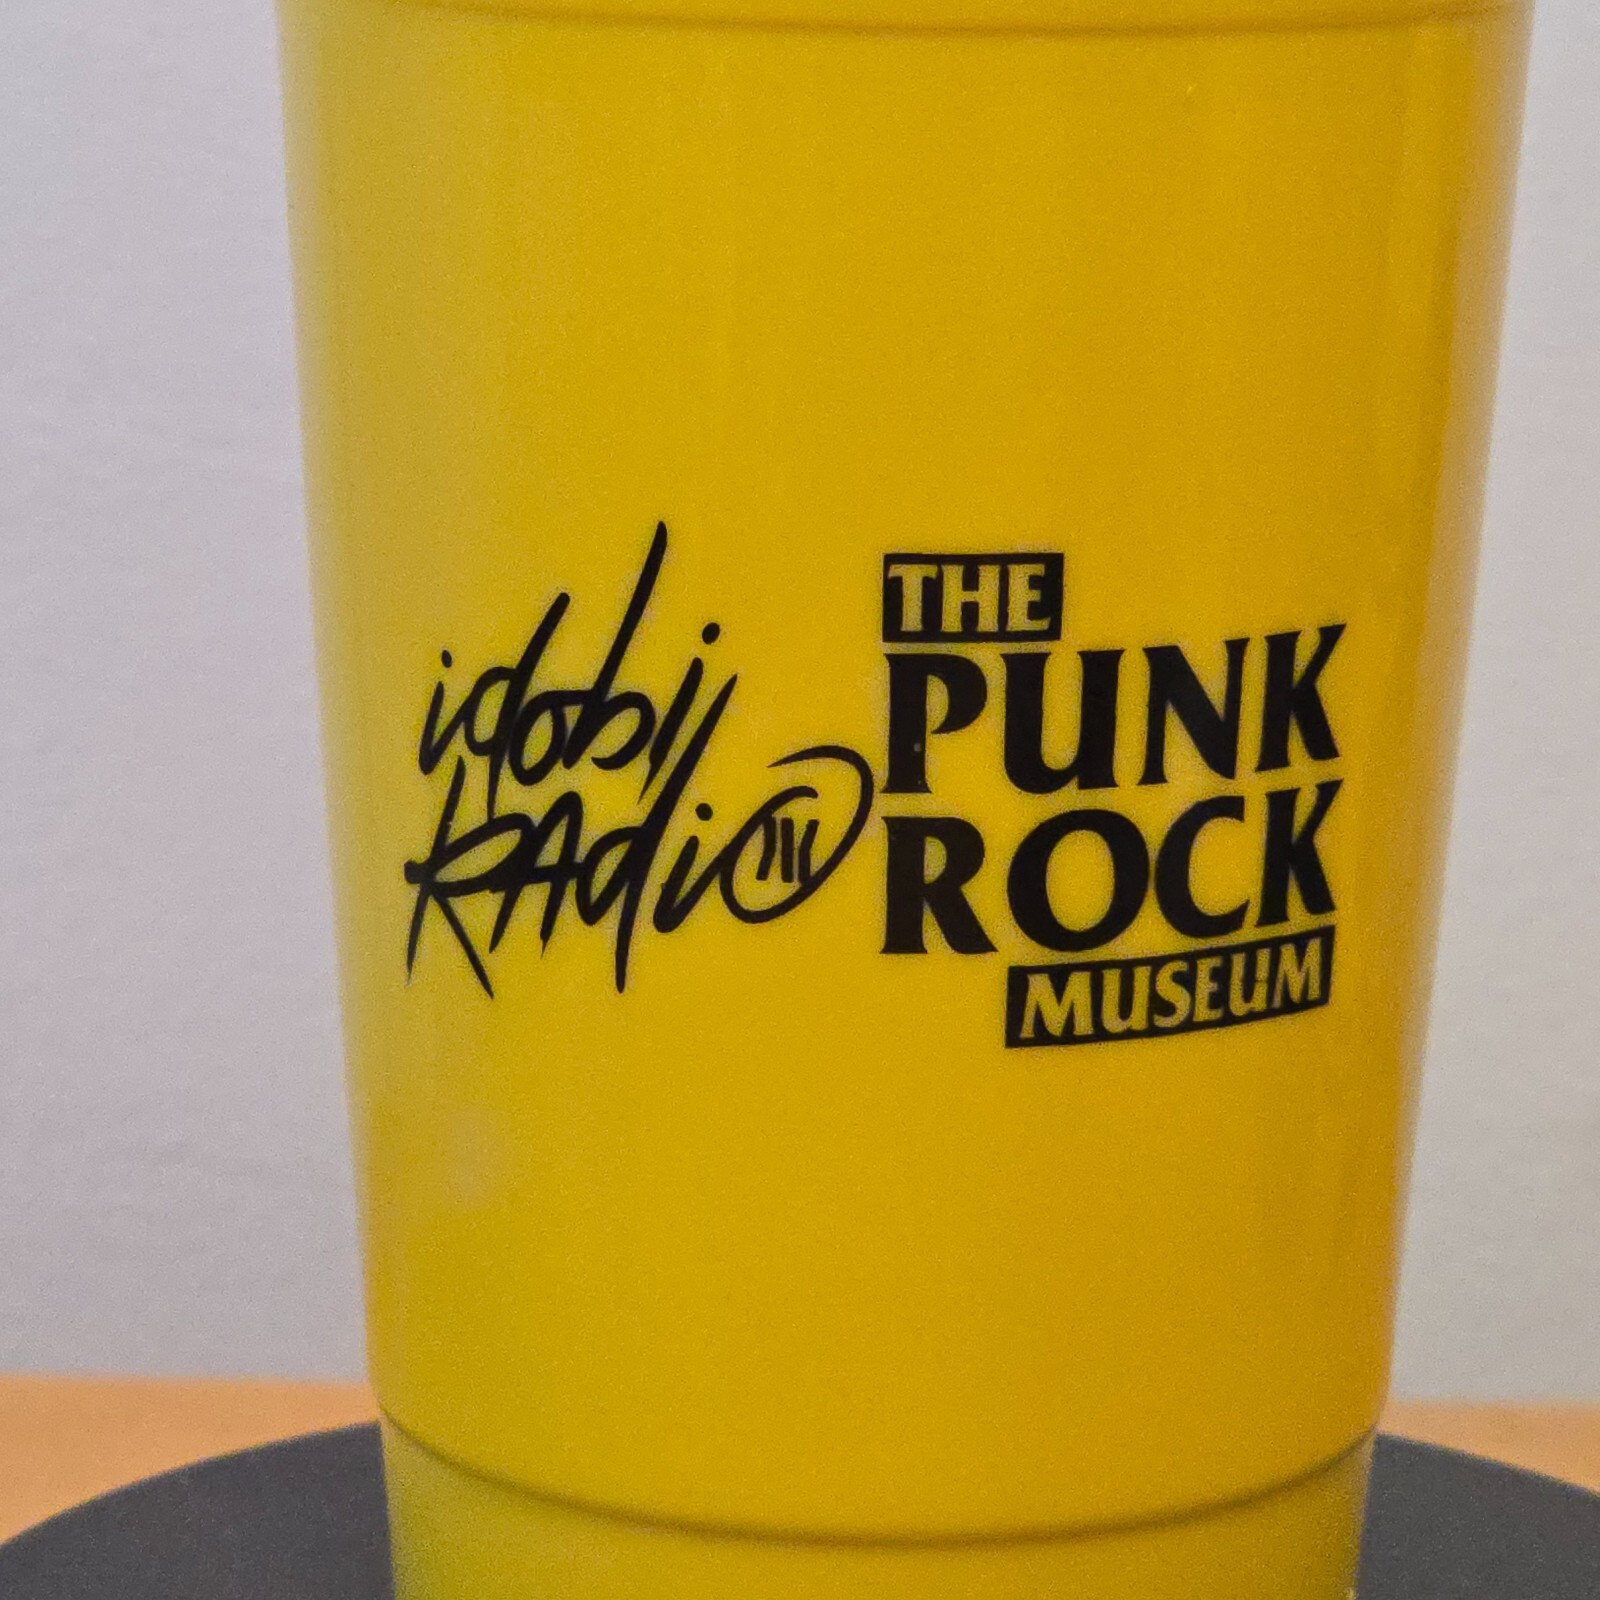 idobi
RAdio
THE
PUNK
ROCK
MUSEUM